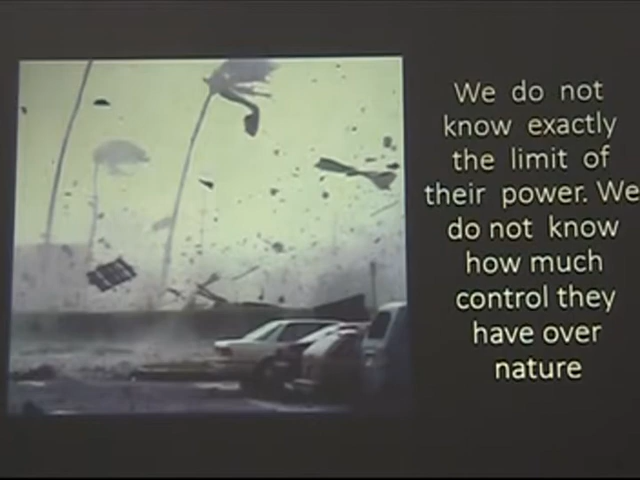 We do not
know exactly
the limit of
their power. We
do not know
how much
control they
have over
nature